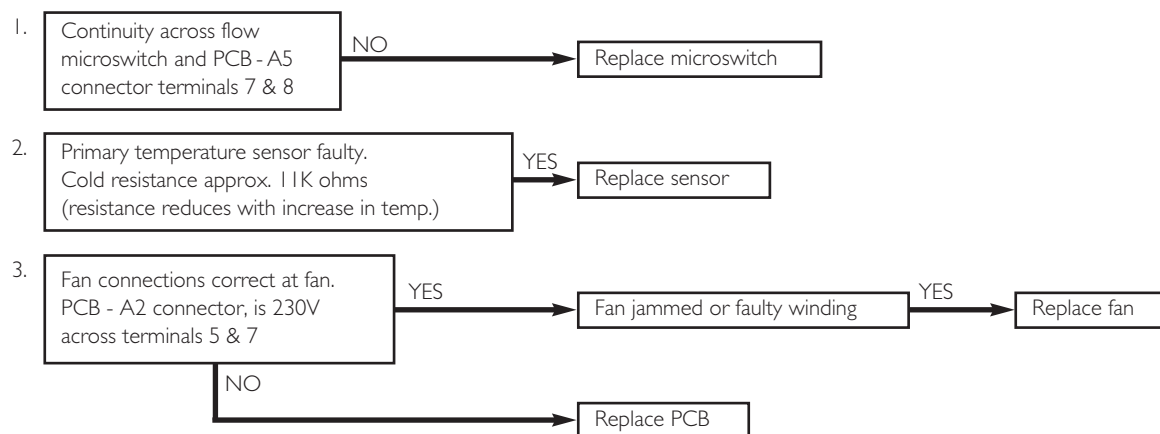 1.
Continuity across flow
microswitch and PCB - A5
connector terminals 7 & 8
NO
Replace microswitch
2.
Primary temperature sensor faulty.
Cold resistance approx. 11K ohms
(resistance reduces with increase in temp.)
YES
Replace sensor
3.
Fan connections correct at fan.
PCB - A2 connector, is 230V
across terminals 5 & 7
YES
Fan jammed or faulty winding
YES
Replace fan
NO
Replace PCB